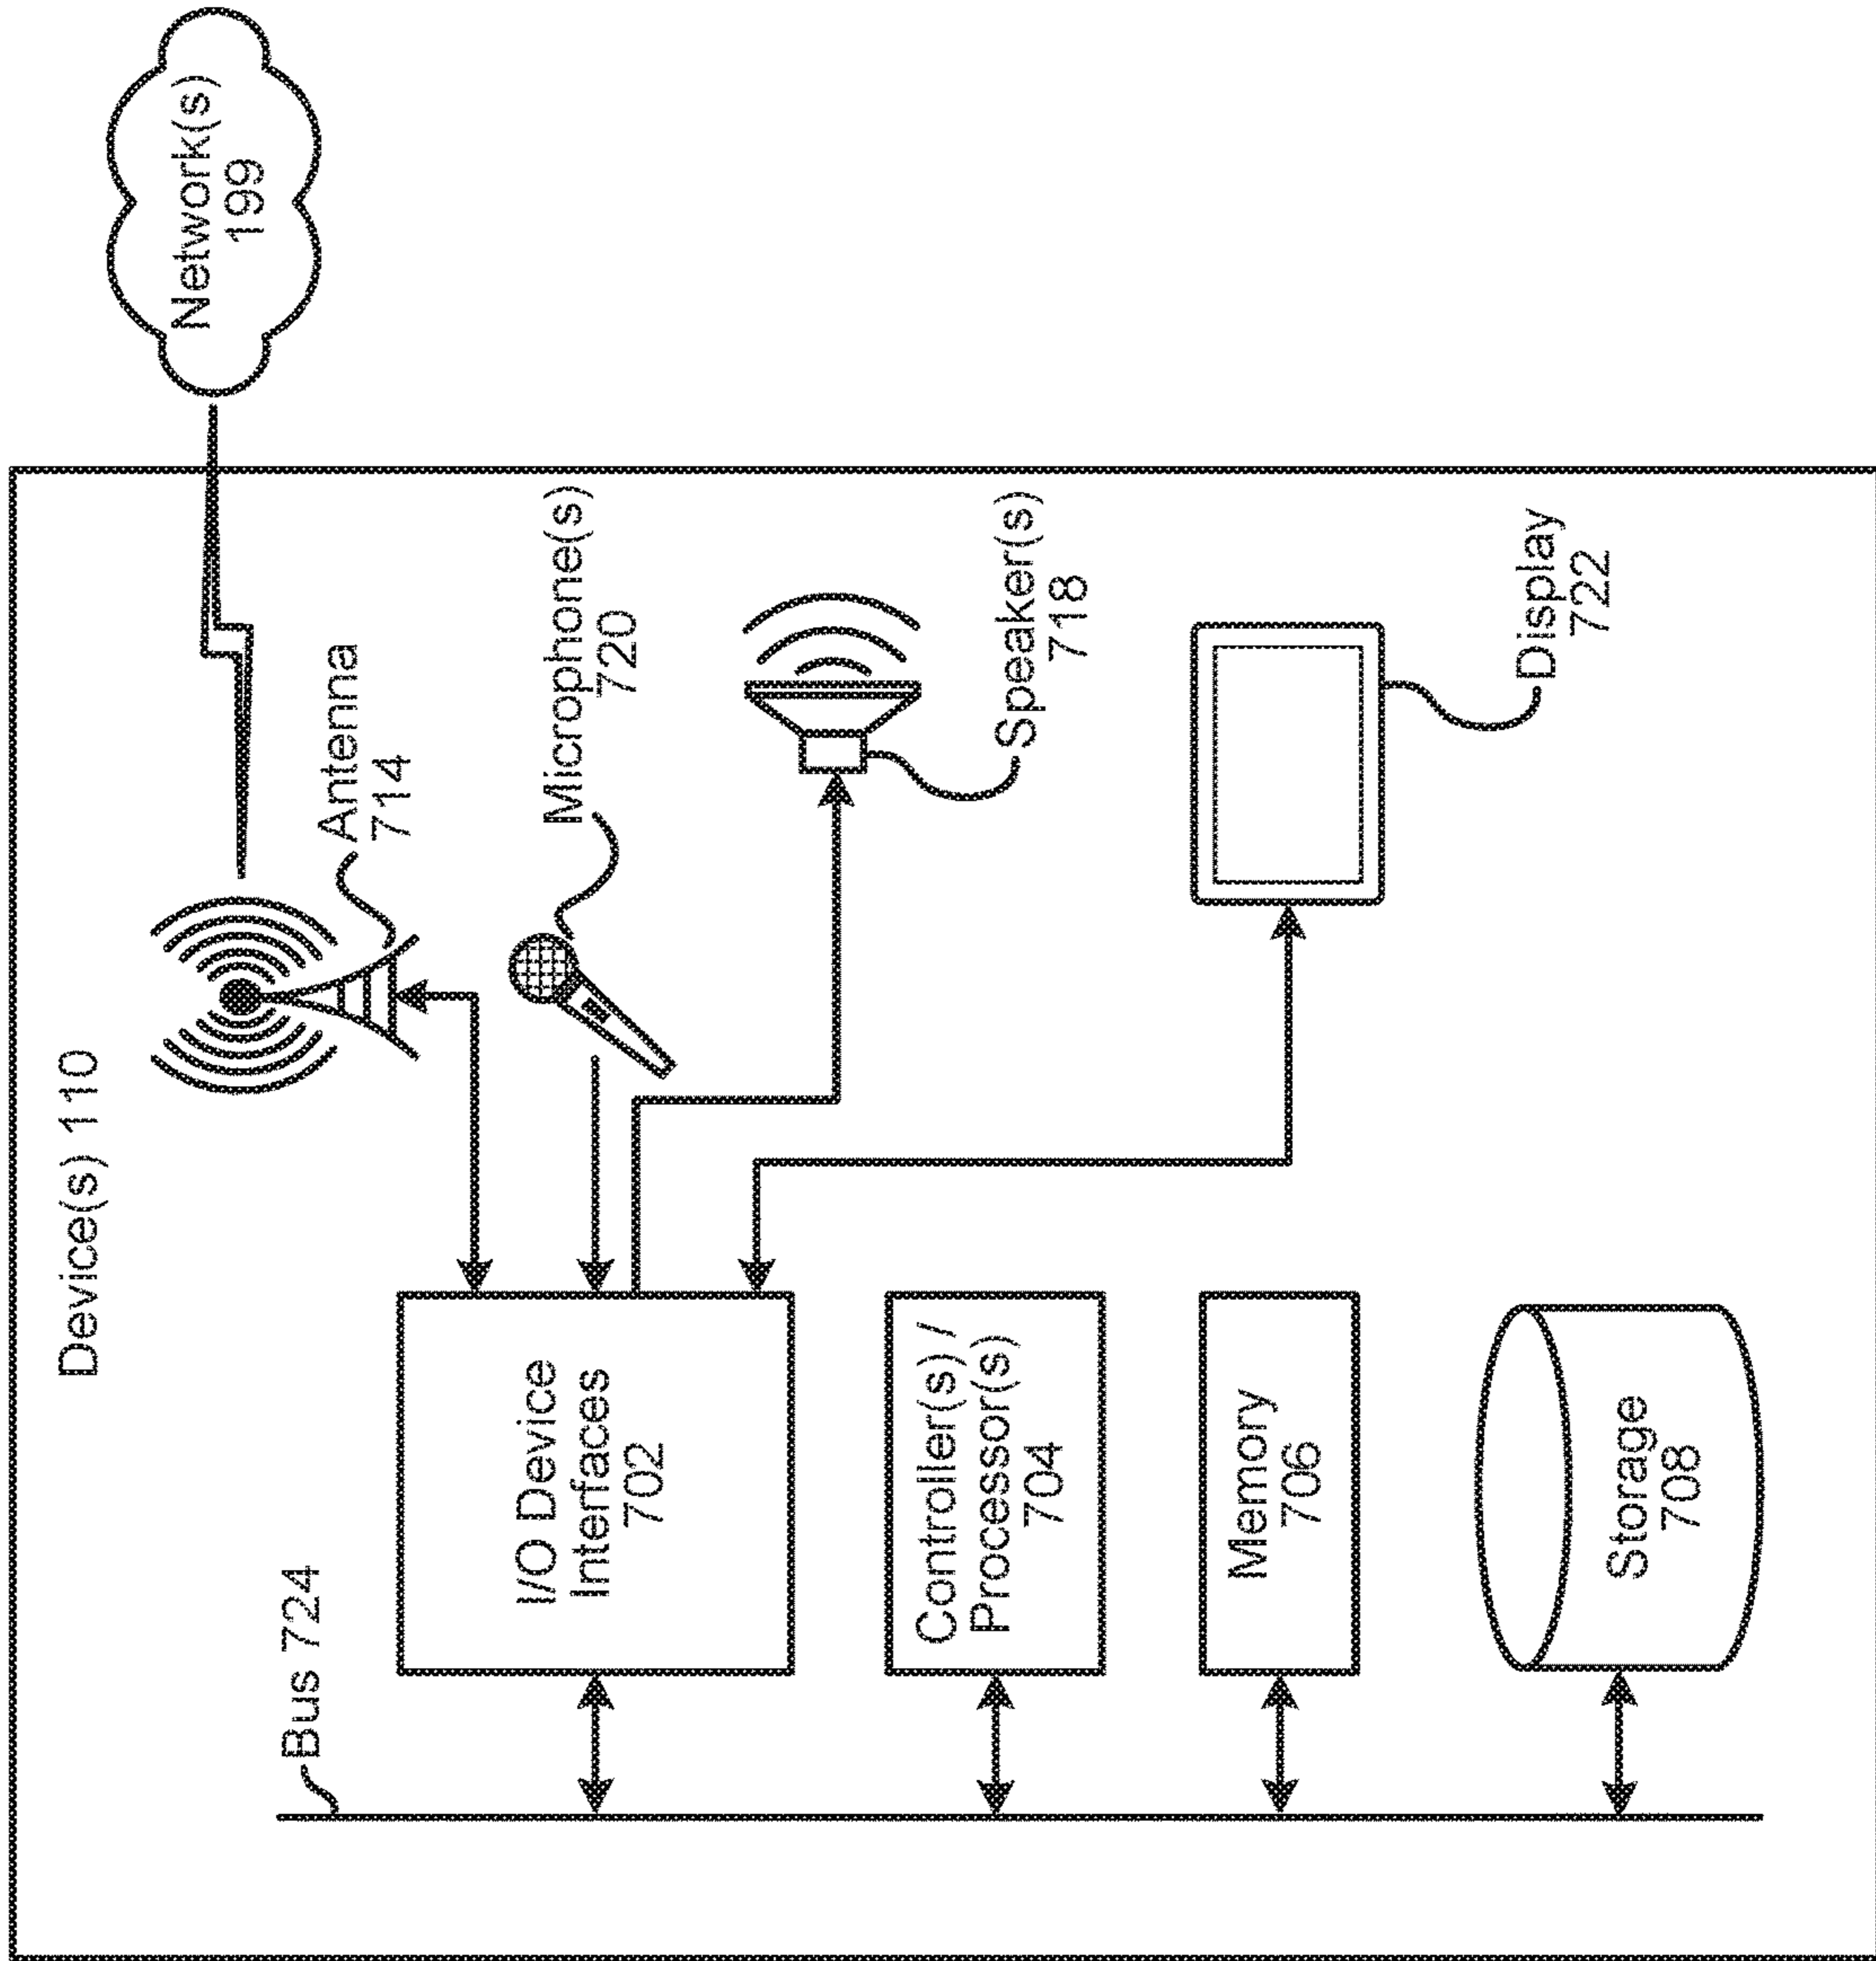 Device(s) 110
Network(s)
199
Bus 724
Antenna
714
I/O Device
Interfaces
702
Microphone(s)
720
Controller(s) /
Processor(s)
704
Speaker(s)
718
Memory
706
Display
722
Storage
708